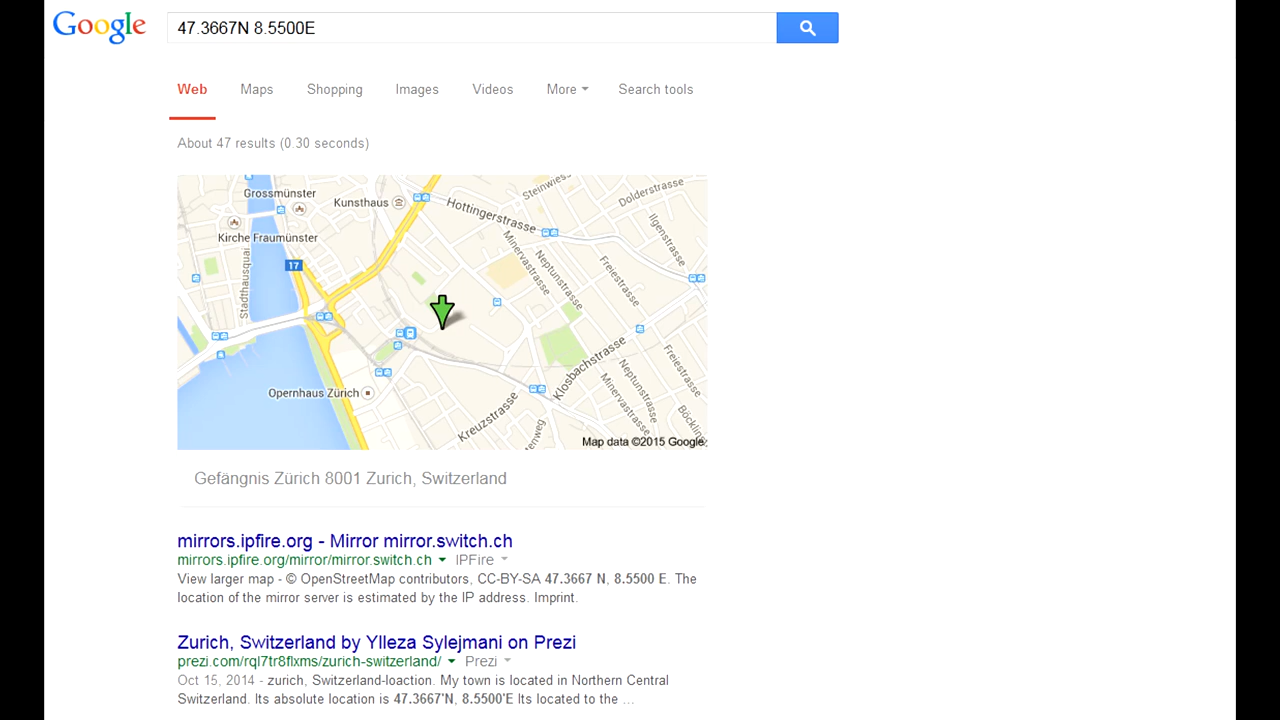 Google
47.3667N 8.5500E
Web Maps Shopping Images Videos More Search tools
About 47 results (0.30 seconds)
Grossmünster
Kunsthaus
Steinwiess
Dolderstrasse
Hottingerstrasse
Ilgenstrasse
Kirche Fraumünster
Minervastrasse
Neptunstrasse
Freiestrasse
17
Stadthausquai
Klosbachstrasse
Freiestrasse
Neptunstrasse
Minervastrasse
Opernhaus Zürich
Kreuzstrasse
Böcklin
enweg
Map data ©2015 Google
Gefängnis Zürich 8001 Zurich, Switzerland
mirrors.ipfire.org - Mirror mirror.switch.ch
mirrors.ipfire.org/mirror/mirror.switch.ch IPFire
View larger map - © OpenStreetMap contributors, CC-BY-SA 47.3667 N, 8.5500 E. The
location of the mirror server is estimated by the IP address. Imprint.
Zurich, Switzerland by Ylleza Sylejmani on Prezi
prezi.com/rql7tr8flxms/zurich-switzerland/ Prezi
Oct 15, 2014 - zurich, Switzerland-loaction. My town is located in Northern Central
Switzerland. Its absolute location is 47.3667'N, 8.5500'E Its located to the ...